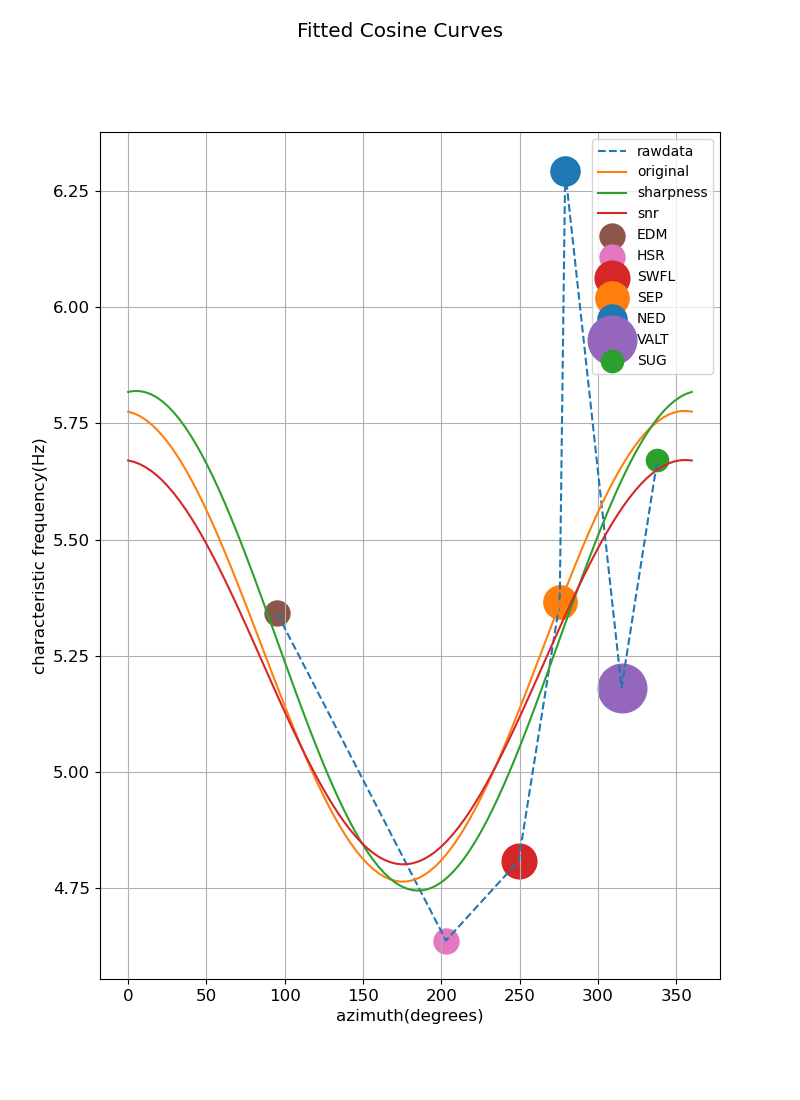 Fitted Cosine Curves
rawdata
original
sharpness
snr
EDM
HSR
SWFL
SEP
NED
VALT
SUG
6.25
6.00
5.75
5.50
5.25
5.00
4.75
characteristic frequency(Hz)
0 50 100 150 200 250 300 350
azimuth(degrees)